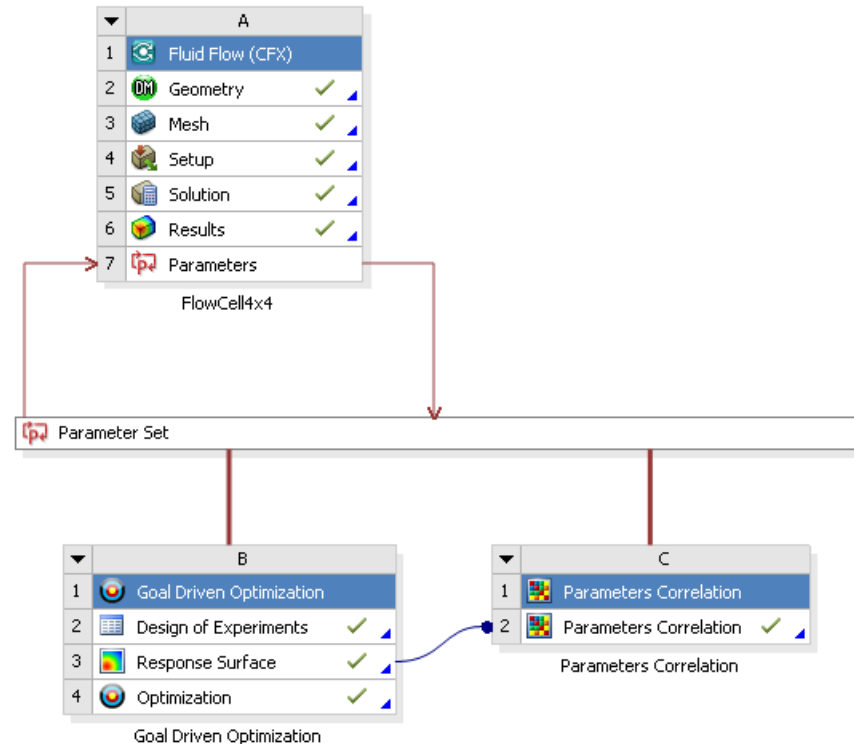 A
1 Fluid Flow (CFX)
2 DM Geometry
3 Mesh
4 Setup
5 Solution
6 Results
7 p Parameters
FlowCell4x4
p Parameter Set
B
1 Goal Driven Optimization
2 Design of Experiments
3 Response Surface
4 Optimization
Goal Driven Optimization
C
1 Parameters Correlation
2 Parameters Correlation
Parameters Correlation